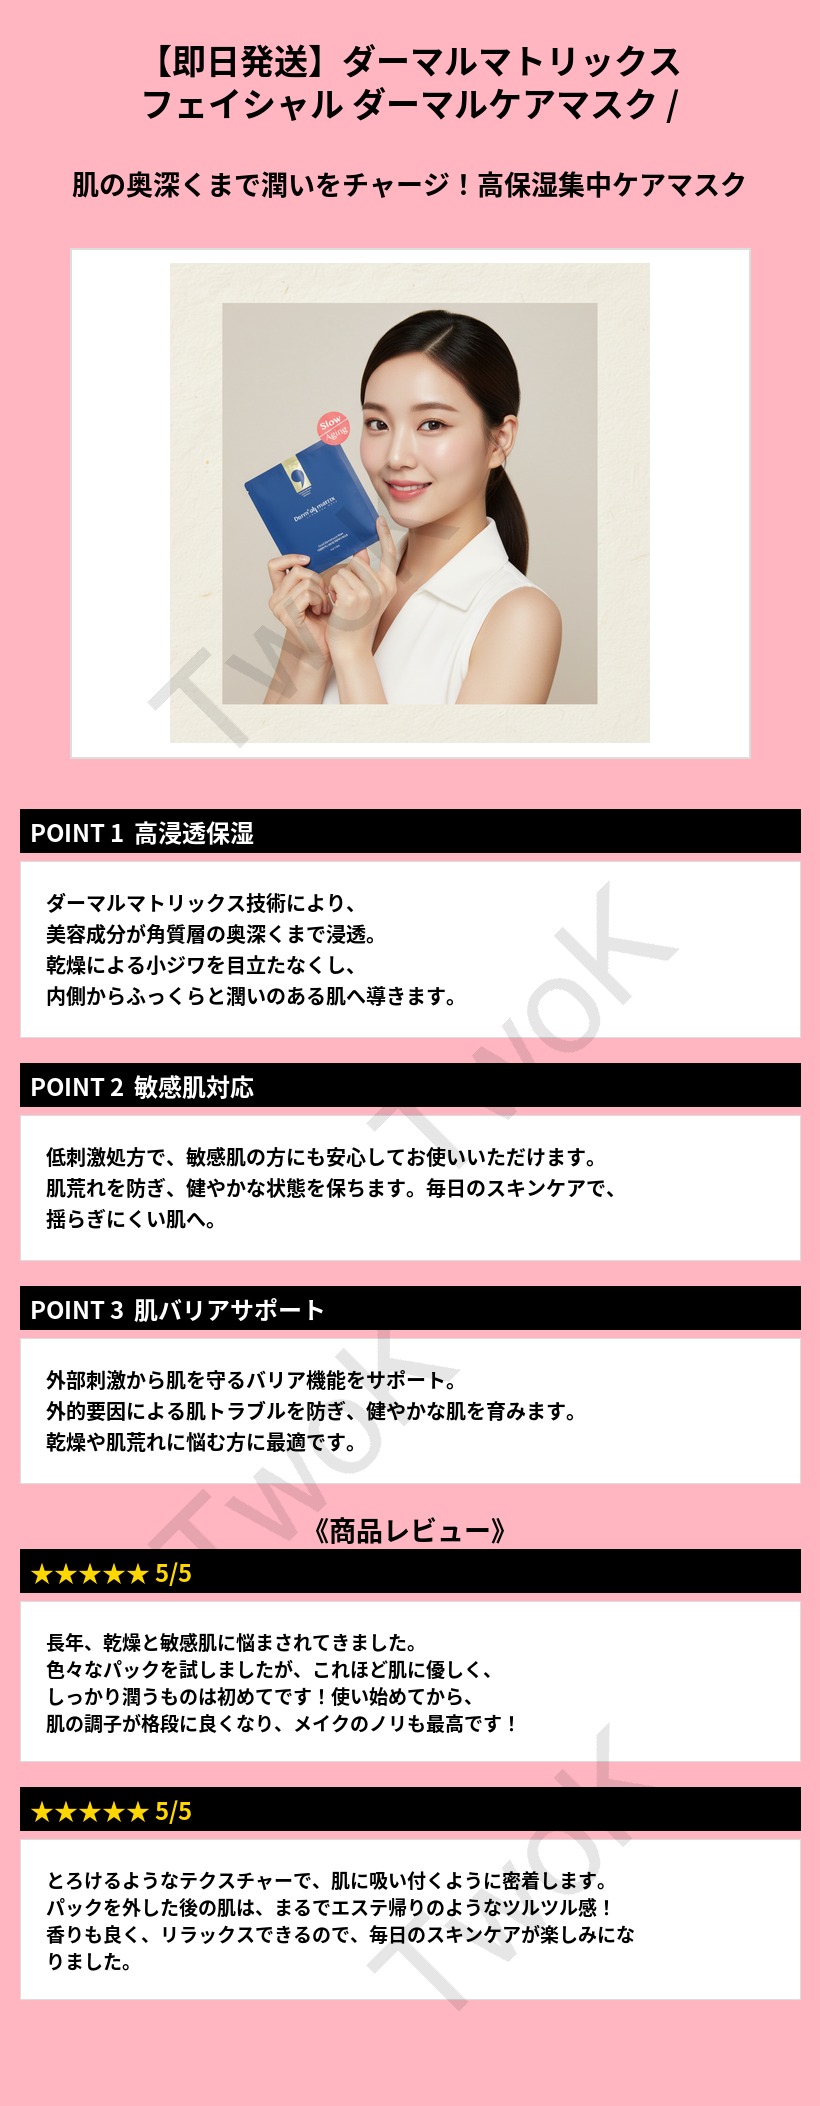 【即日発送】ダーマルマトリックス
フェイシャル ダーマルケアマスク /
肌の奥深くまで潤いをチャージ！高保湿集中ケアマスク
Slow
Aging
Derm all matrix
TwoK
POINT 1 高浸透保湿
ダーマルマトリックス技術により、
美容成分が角質層の奥深くまで浸透。
乾燥による小ジワを目立たなくし、
内側からふっくらと潤いのある肌へ導きます。
TwoK
POINT 2 敏感肌対応
低刺激処方で、敏感肌の方にも安心してお使いいただけます。
肌荒れを防ぎ、健やかな状態を保ちます。毎日のスキンケアで、
揺らぎにくい肌へ。
POINT 3 肌バリアサポート
外部刺激から肌を守るバリア機能をサポート。
外的要因による肌トラブルを防ぎ、健やかな肌を育みます。
乾燥や肌荒れに悩む方に最適です。
TwoK
《商品レビュー》
★★★★★ 5/5
長年、乾燥と敏感肌に悩まされてきました。
色々なパックを試しましたが、これほど肌に優しく、
しっかり潤うものは初めてです！使い始めてから、
肌の調子が格段に良くなり、メイクのノリも最高です！
★★★★★ 5/5
とろけるようなテクスチャーで、肌に吸い付くように密着します。
パックを外した後の肌は、まるでエステ帰りのようなツルツル感！
香りも良く、リラックスできるので、毎日のスキンケアが楽しみにな
りました。
TwoK